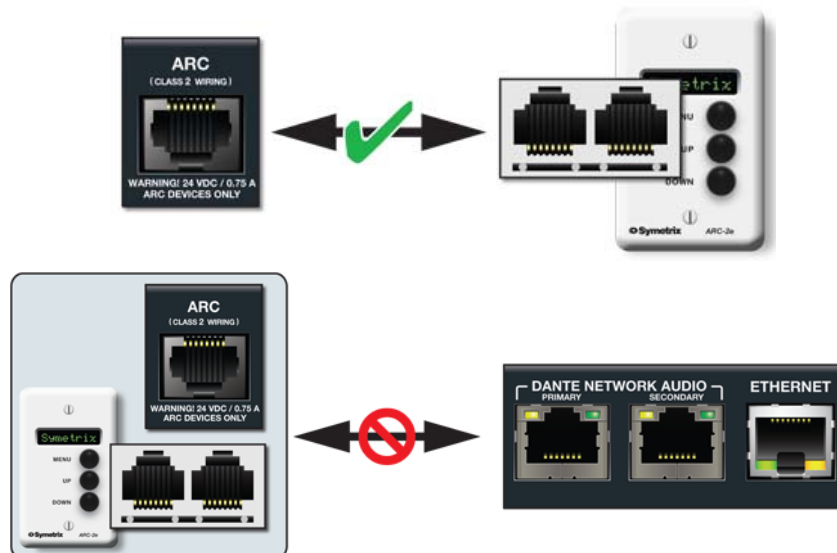 ARC
(CLASS 2 WIRING)
WARNING! 24 VDC / 0.75 A
ARC DEVICES ONLY
etrix
NU
UP
DOWN
Symetrix
ARC-2e
ARC
(CLASS 2 WIRING)
WARNING! 24 VDC / 0.75 A
ARC DEVICES ONLY
Symetrix
MENU
UP
DOWN
Symetrix
ARC-2e
DANTE NETWORK AUDIO
PRIMARY
SECONDARY
ETHERNET